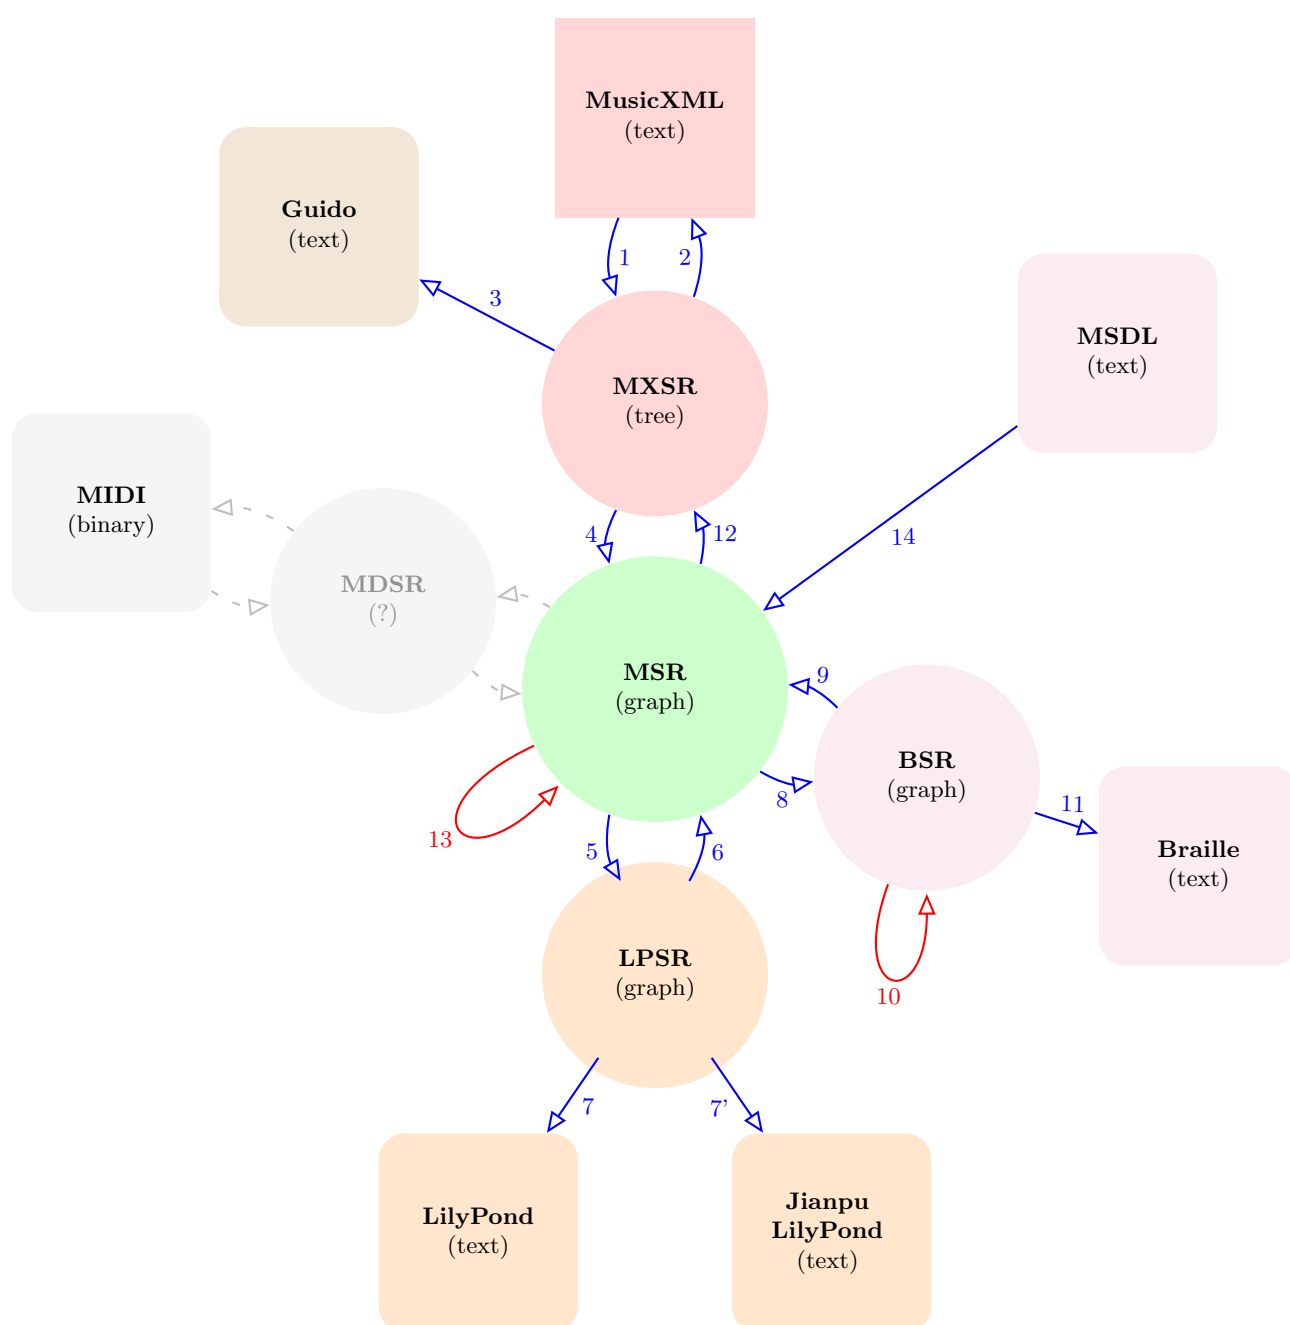 MusicXML
(text)
Guido
(text)
1
2
3
MSDL
(text)
MXSR
(tree)
MIDI
(binary)
4
12
14
MDSR
(?)
MSR
(graph)
9
BSR
(graph)
8
11
13
5
6
Braille
(text)
LPSR
(graph)
10
7
7'
LilyPond
(text)
Jianpu
LilyPond
(text)